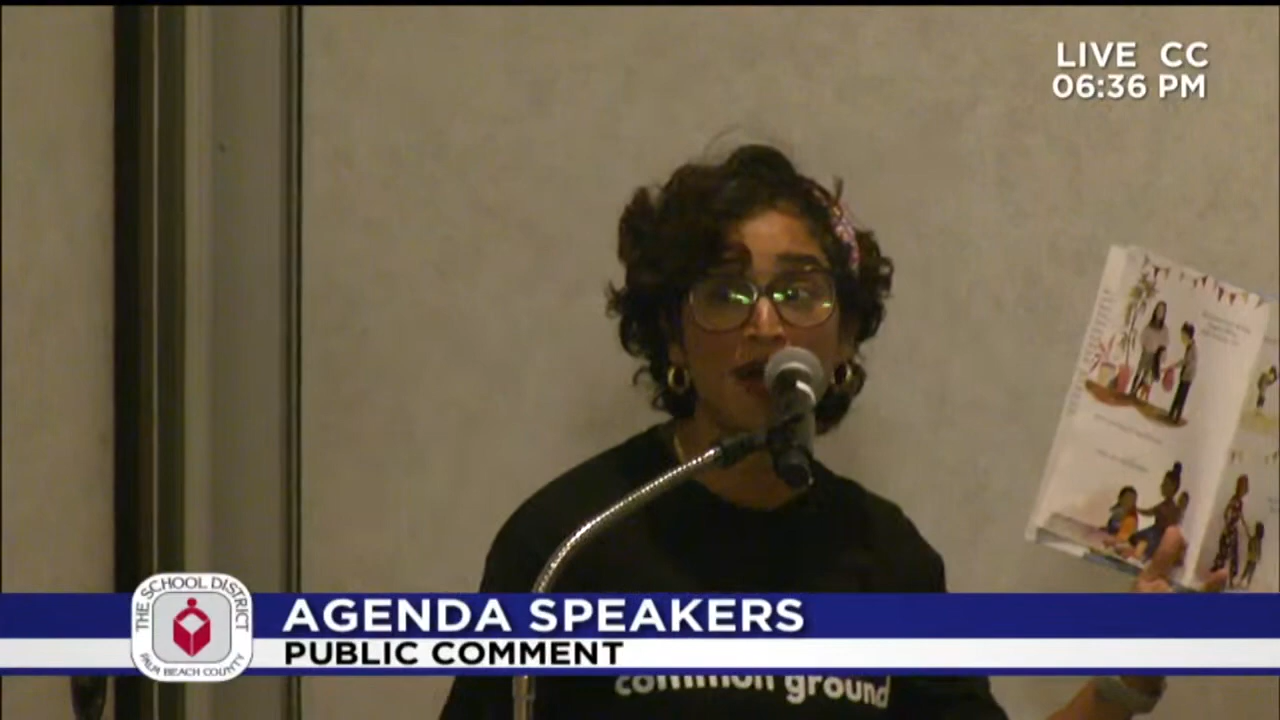 LIVE CC
06:36 PM
THE SCHOOL DISTRICT
PALM BEACH COUNTY
AGENDA SPEAKERS
PUBLIC COMMENT
common ground